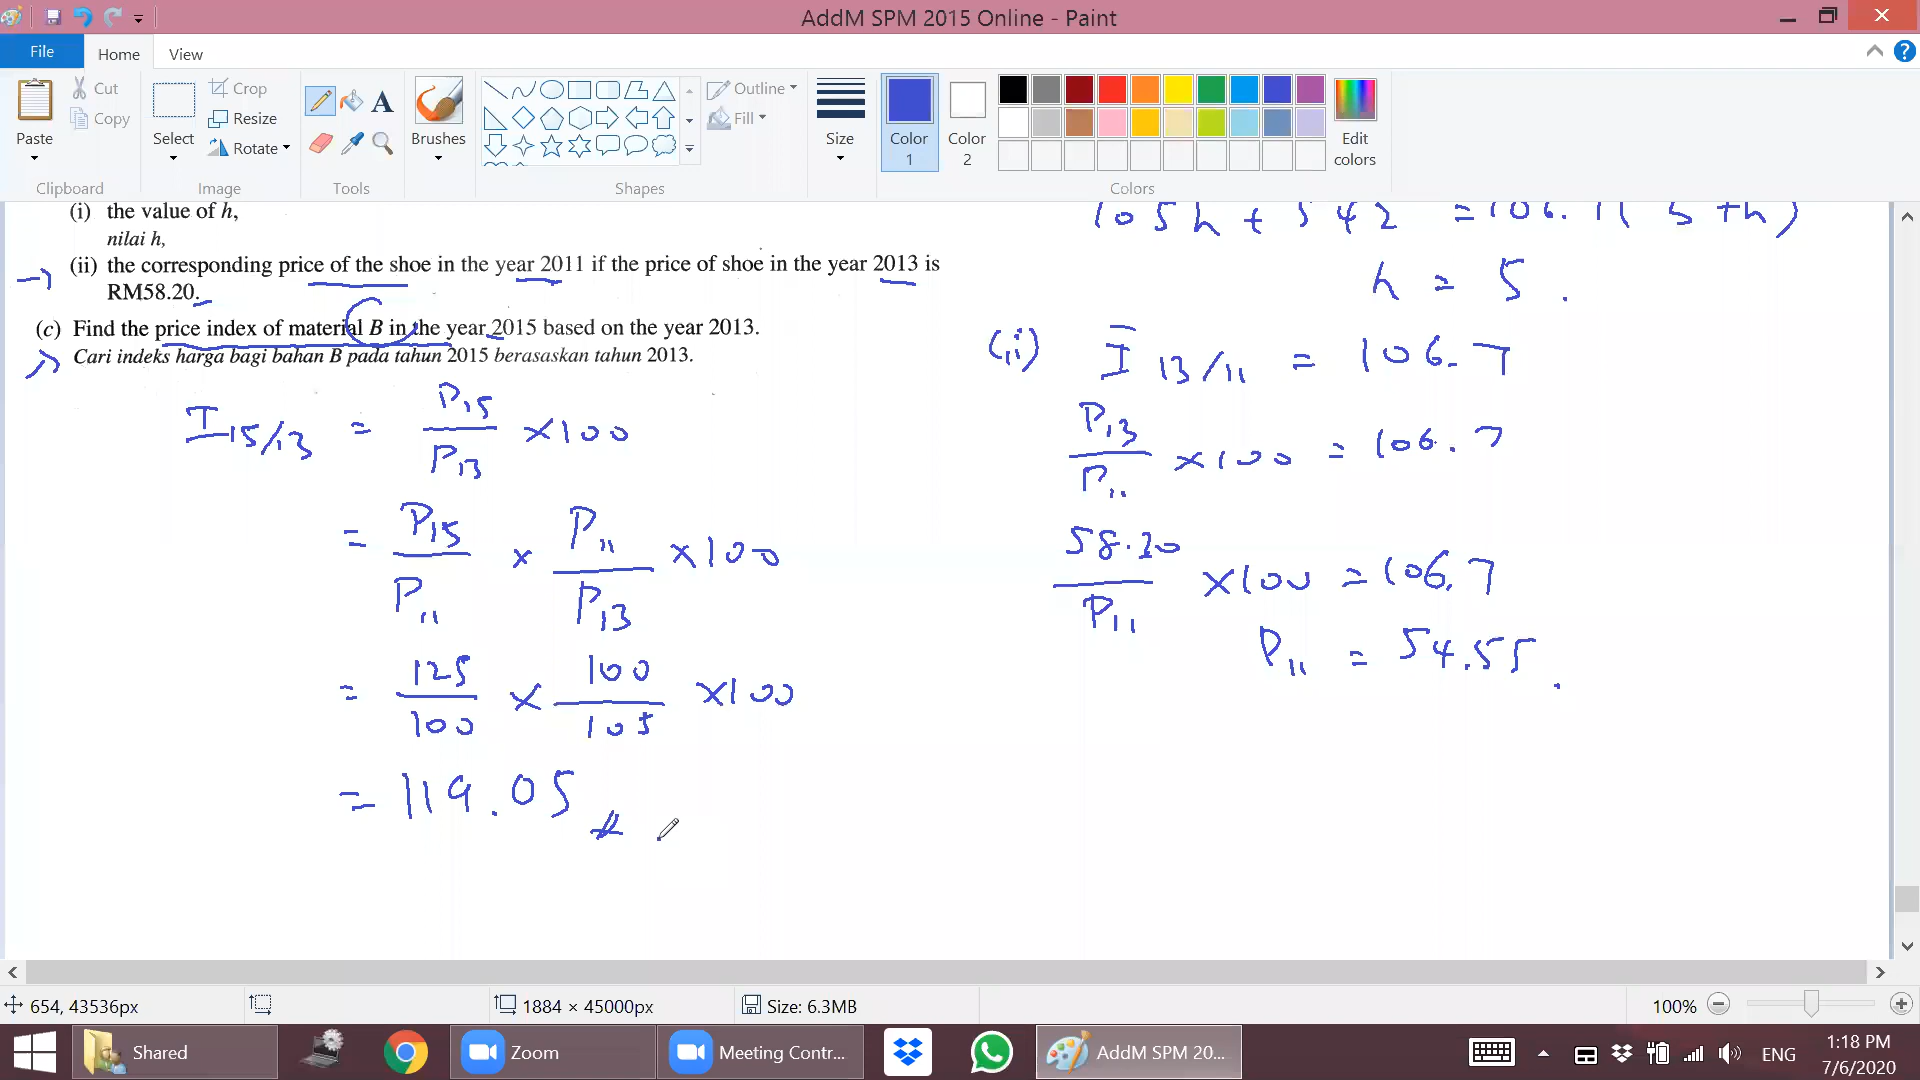 AddM SPM 2015 Online - Paint
File
Home
View
Paste
Cut
Copy
Clipboard
Select
Crop
Resize
Rotate
Image
Tools
Brushes
Shapes
Outline
Fill
Size
Color 1
Color 2
Edit colors
Colors
(i) the value of h,
nilai h,
(ii) the corresponding price of the shoe in the year 2011 if the price of shoe in the year 2013 is
RM58.20.
(c) Find the price index of material B in the year 2015 based on the year 2013.
Cari indeks harga bagi bahan B pada tahun 2015 berasaskan tahun 2013.
I 15/13 = P15/P13 ×100
= P15/P11 × P11/P13 ×100
= 125/100 × 100/105 ×100
= 119.05
105h + 542 = 106.7(5+h)
h = 5.
(ii) I 13/11 = 106.7
P13/P11 ×100 = 106.7
58.20/P11 ×100 = 106.7
P11 = 54.55.
654, 43536px
1884 × 45000px
Size: 6.3MB
100%
Shared
Zoom
Meeting Contr...
AddM SPM 20...
ENG
1:18 PM
7/6/2020